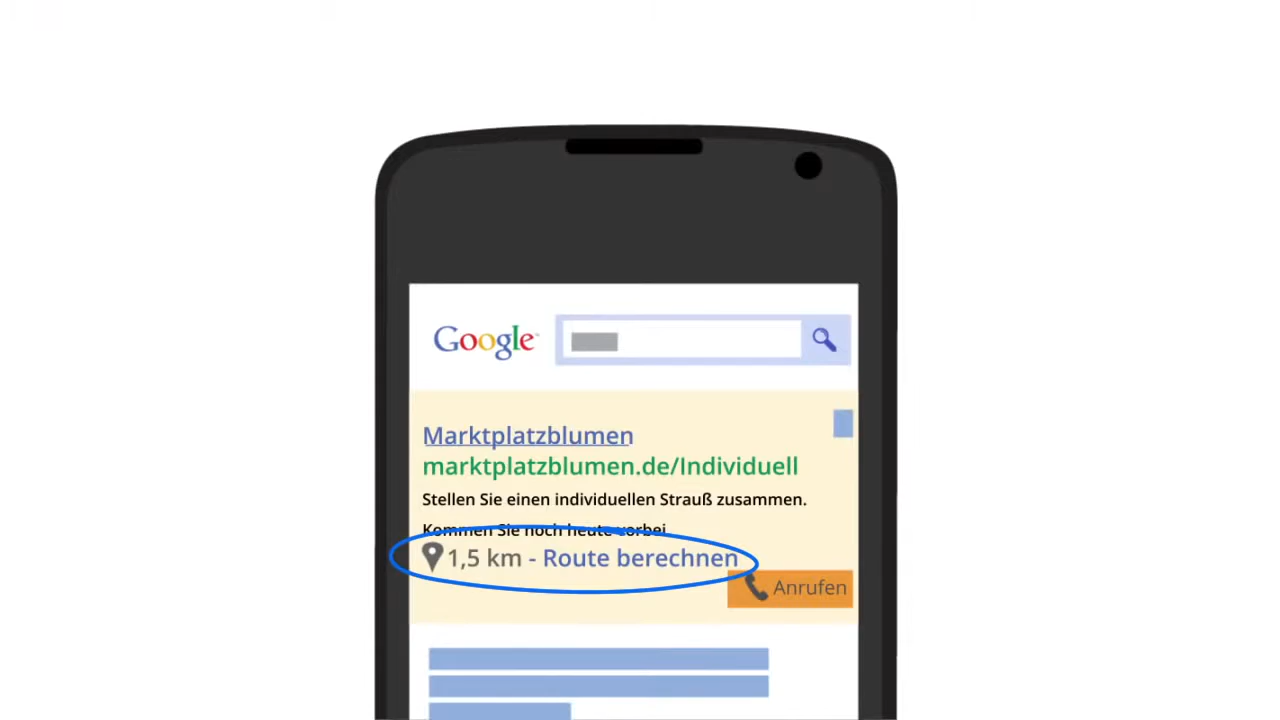 Google
Marktplatzblumen
marktplatzblumen.de/Individuell
Stellen Sie einen individuellen Strauß zusammen.
Kommen Sie noch heute vorbei.
1,5 km - Route berechnen
Anrufen